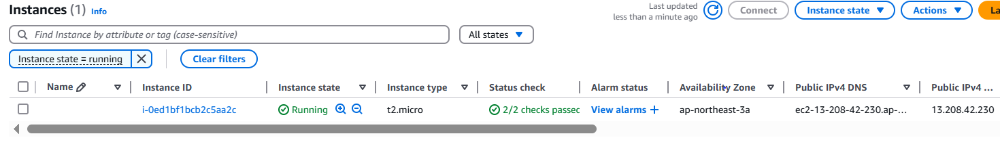 Instances (1) Info
Last updated
less than a minute ago
Connect
Instance state
Actions
La
Find Instance by attribute or tag (case-sensitive)
All states
Instance state = running
Clear filters
Name Instance ID Instance state Instance type Status check Alarm status Availability Zone Public IPv4 DNS Public IPv4 ...
i-0ed1bf1bcb2c5aa2c Running t2.micro 2/2 checks passec View alarms + ap-northeast-3a ec2-13-208-42-230.ap-... 13.208.42.230